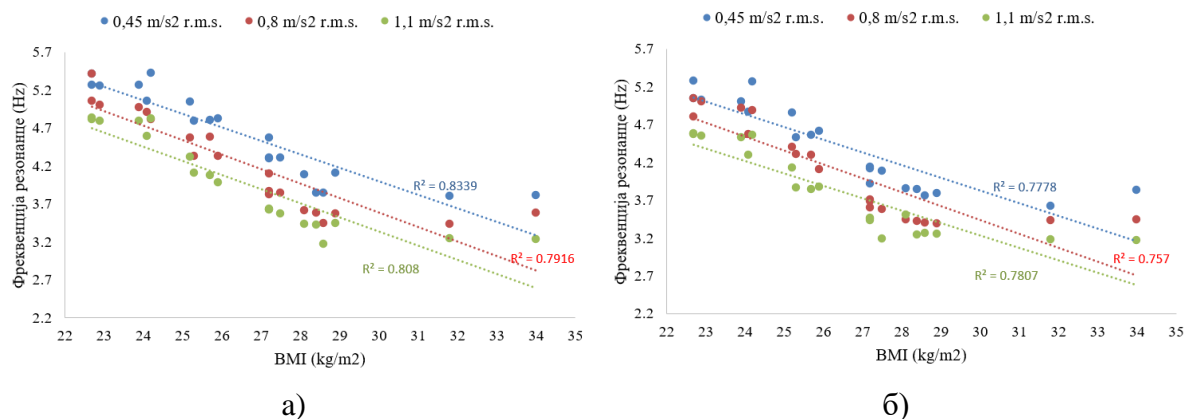 0,45 m/s2 r.m.s. 0,8 m/s2 r.m.s. 1,1 m/s2 r.m.s.
5.7
5.2
4.7
4.2
3.7
3.2
2.7
2.2
Фреквенција резонанце (Hz)
R² = 0.8339
R² = 0.7916
R² = 0.808
22 23 24 25 26 27 28 29 30 31 32 33 34 35
BMI (kg/m2)
а)
0,45 m/s2 r.m.s. 0,8 m/s2 r.m.s. 1,1 m/s2 r.m.s.
5.7
5.2
4.7
4.2
3.7
3.2
2.7
2.2
Фреквенција резонанце (Hz)
R² = 0.7778
R² = 0.757
R² = 0.7807
22 23 24 25 26 27 28 29 30 31 32 33 34 35
BMI (kg/m2)
б)